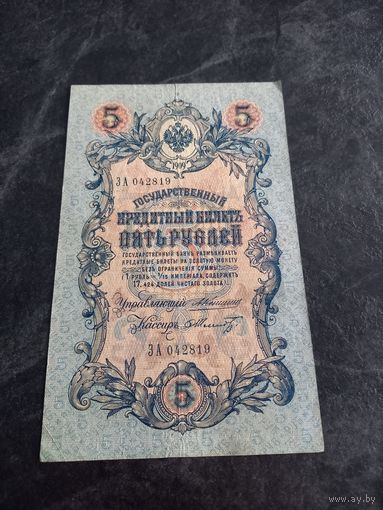 5 5
1909
ЗА 042819
ГОСУДАРСТВЕННЫЙ
КРЕДИТНЫЙ БИЛЕТЪ
ПЯТЬ РУБЛЕЙ
ГОСУДАРСТВЕННЫЙ БАНКЪ РАЗМѢНИВАЕТЪ
КРЕДИТНЫЕ БИЛЕТЫ НА ЗОЛОТУЮ МОНЕТУ
БЕЗЪ ОГРАНИЧЕНІЯ СУММЫ
(1 РУБЛЬ = 1/15 ИМПЕРІАЛА, СОДЕРЖИТЪ
17,424 ДОЛЕЙ ЧИСТАГО ЗОЛОТА)
Управляющій
Кассиръ
ЗА 042819
5
www.ay.by